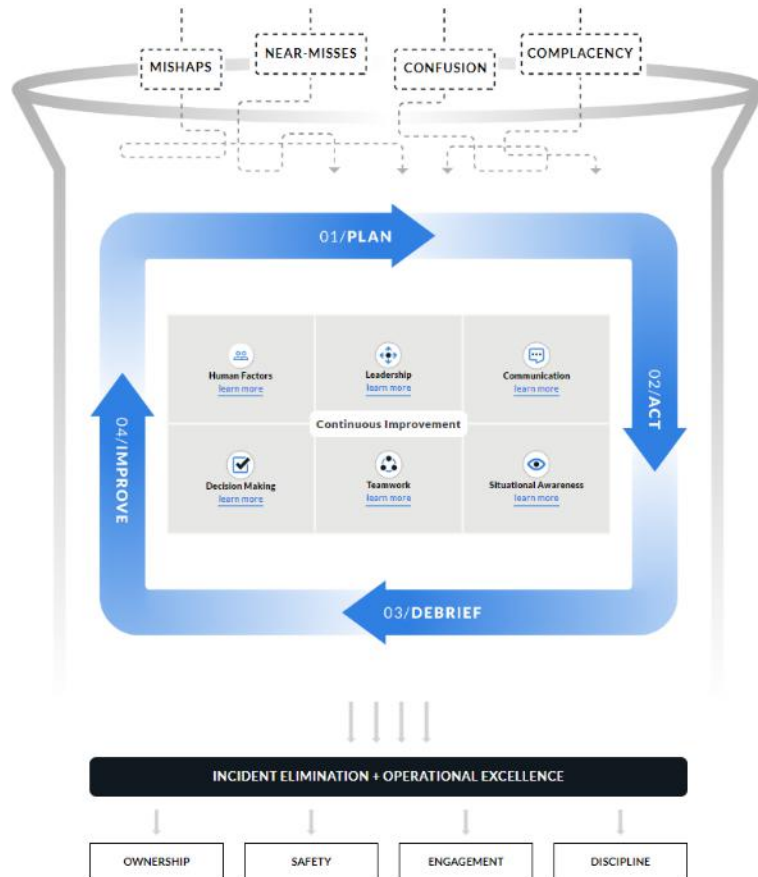 MISHAPS
NEAR-MISSES
CONFUSION
COMPLACENCY
01/PLAN
02/ACT
Human Factors
learn more
Leadership
learn more
Communication
learn more
Continuous Improvement
Decision Making
learn more
Teamwork
learn more
Situational Awareness
learn more
03/DEBRIEF
04/IMPROVE
INCIDENT ELIMINATION + OPERATIONAL EXCELLENCE
OWNERSHIP
SAFETY
ENGAGEMENT
DISCIPLINE